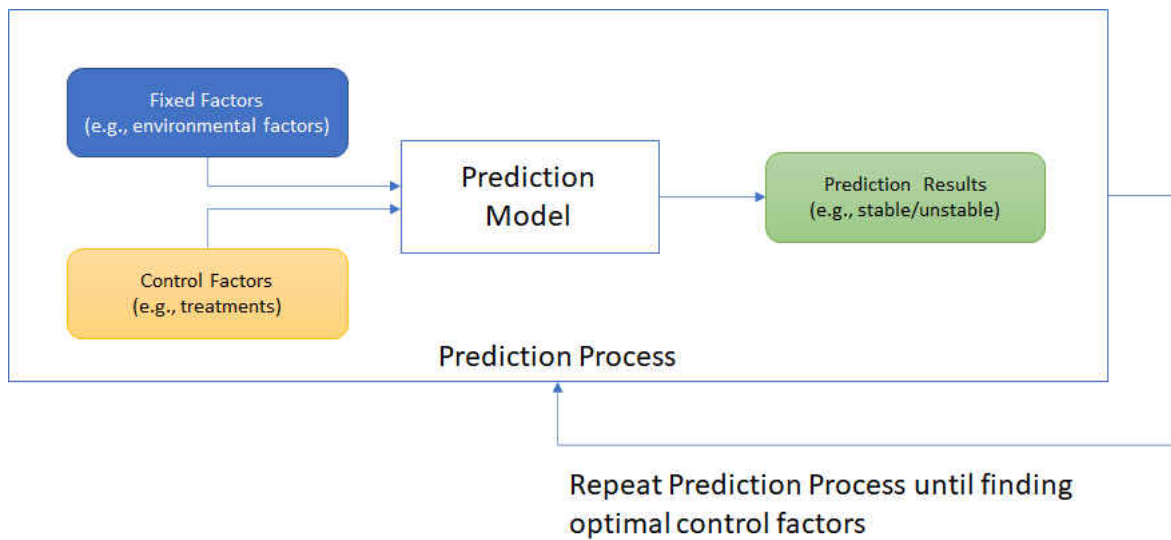 Fixed Factors
(e.g., environmental factors)
Prediction
Model
Prediction Results
(e.g., stable/unstable)
Control Factors
(e.g., treatments)
Prediction Process
Repeat Prediction Process until finding
optimal control factors